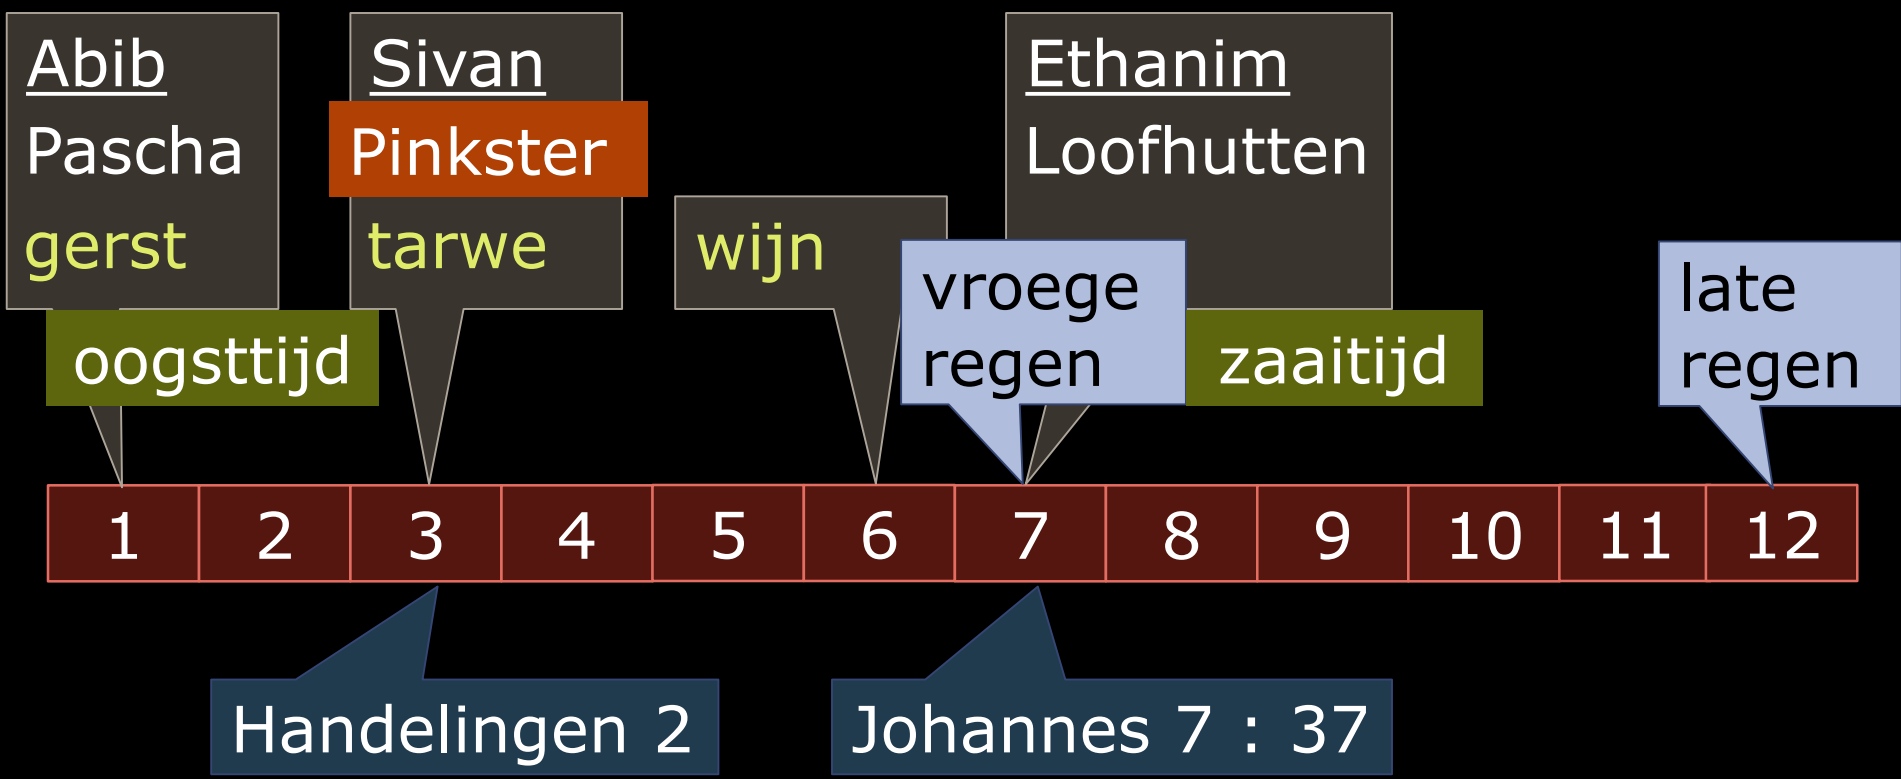 Abib
Pascha
gerst
oogsttijd
Sivan
Pinkster
tarwe
wijn
vroege
regen
Ethanim
Loofhutten
zaaitijd
late
regen
1 2 3 4 5 6 7 8 9 10 11 12
Handelingen 2
Johannes 7 : 37